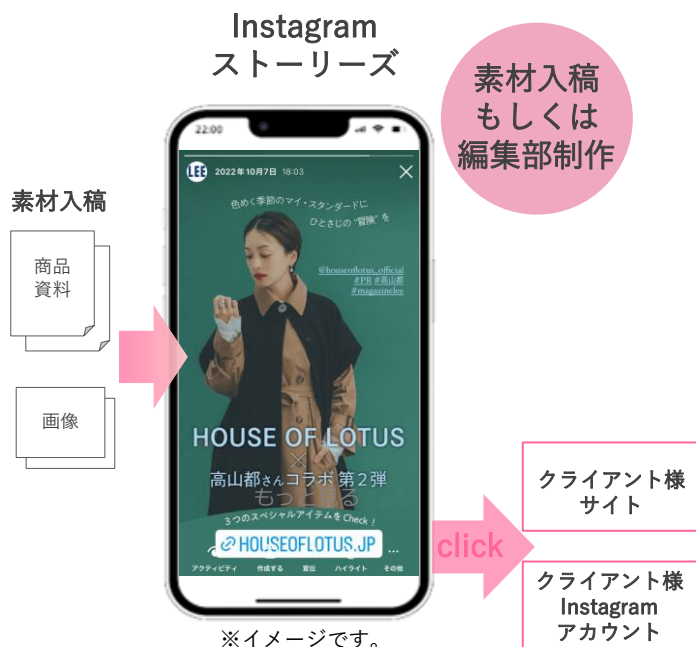 Instagram
ストーリーズ
素材入稿
もしくは
編集部制作
素材入稿
商品
資料
画像
22:00
LEE
2022年10月7日 18:03
色めく季節のマイ・スタンダードに
ひとさじの"冒険"を
@houseoflotus_official
#PR #高山都
#magazinelee
HOUSE OF LOTUS
×
高山都さんコラボ 第2弾
もっと見る
3つのスペシャルアイテムをCheck!
HOUSEOFLOTUS.JP
アクティビティ 作成する 宣伝 ハイライト その他
click
クライアント様
サイト
クライアント様
Instagram
アカウント
※イメージです。